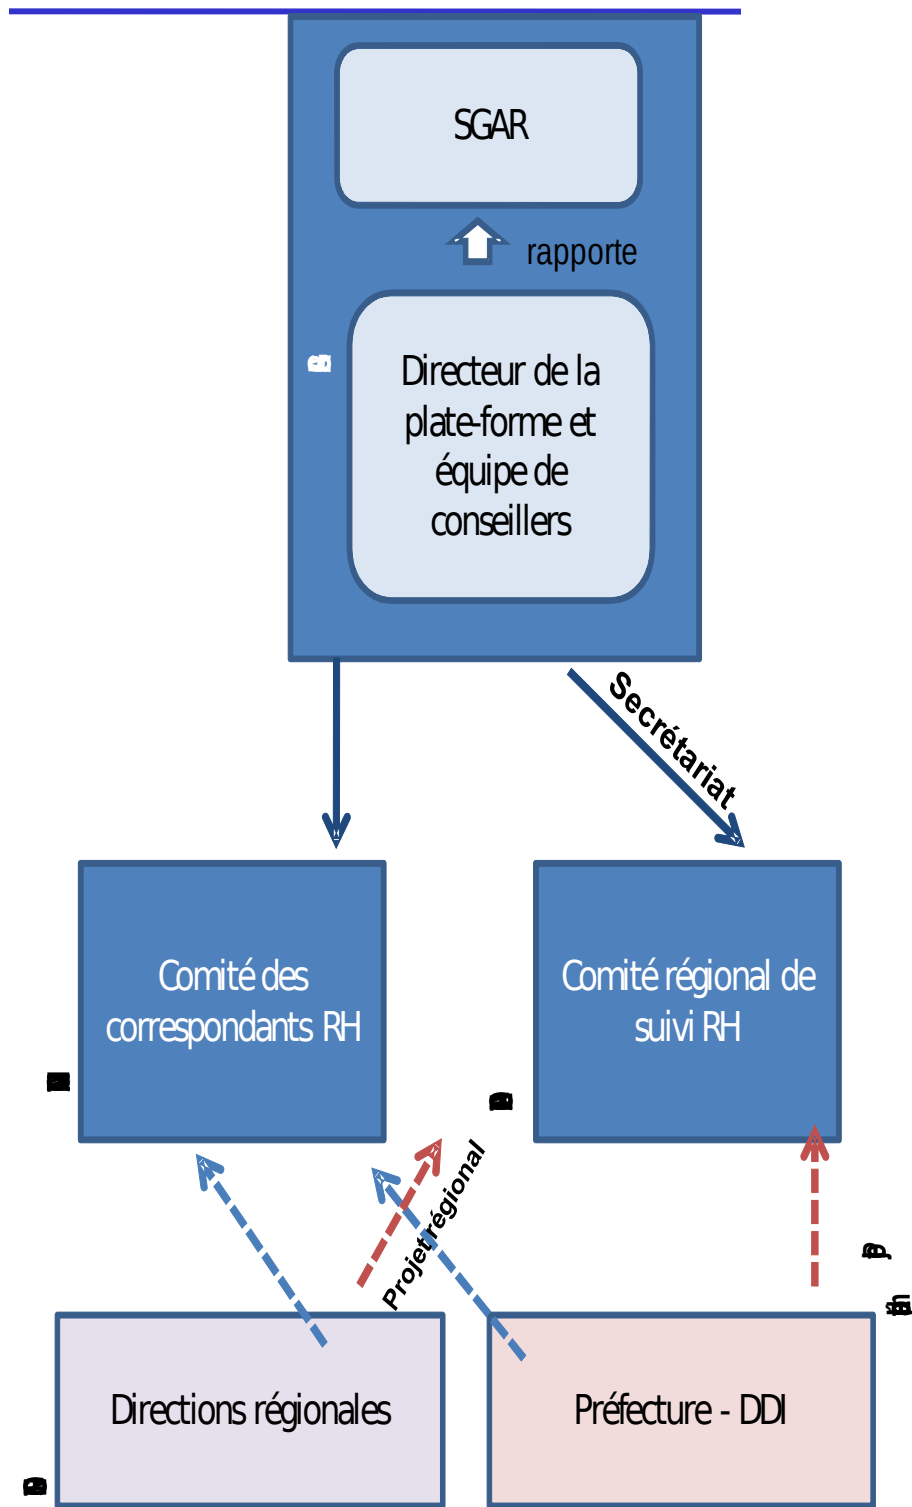 SGAR
rapporte
Directeur de la
plate-forme et
équipe de
conseillers
Secrétariat
Comité des
correspondants RH
Comité régional de
suivi RH
Projet régional
Directions régionales
Préfecture - DDI